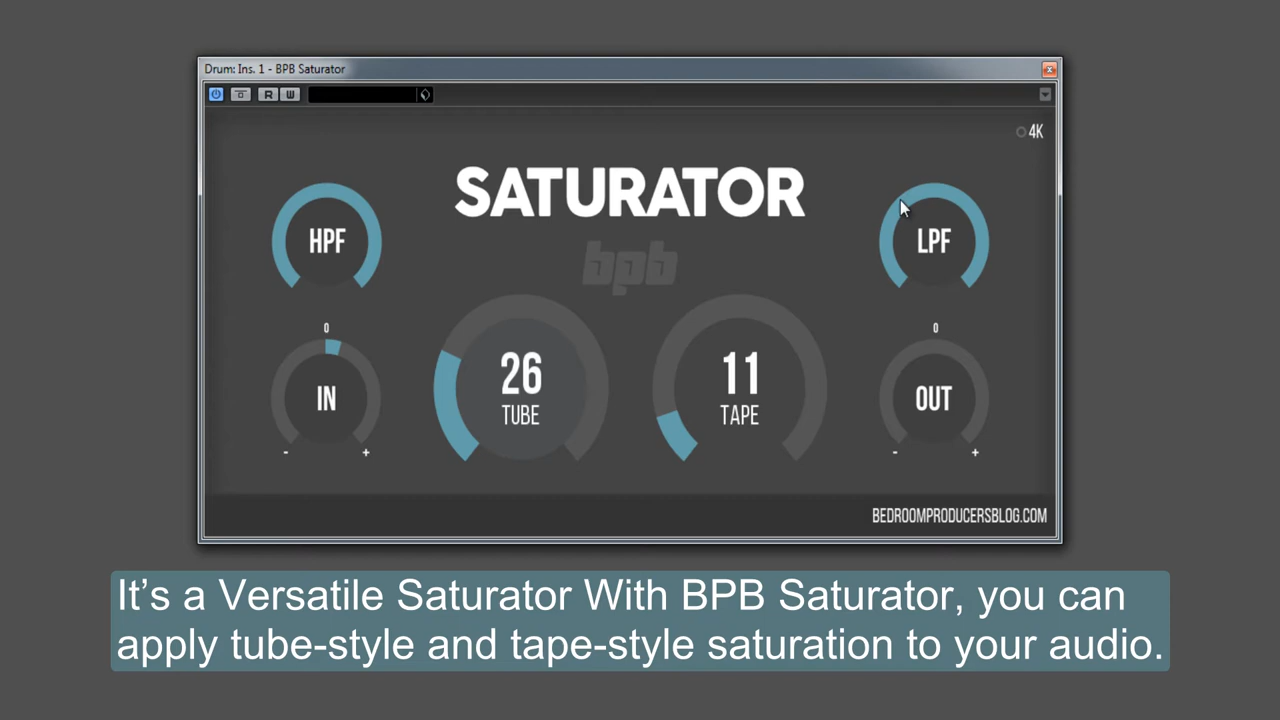 Drum: Ins. 1 - BPB Saturator
R W
4K
SATURATOR
bpb
HPF
LPF
0
0
IN
26
TUBE
11
TAPE
OUT
- +
- +
BEDROOMPRODUCERSBLOG.COM
It’s a Versatile Saturator With BPB Saturator, you can
apply tube-style and tape-style saturation to your audio.